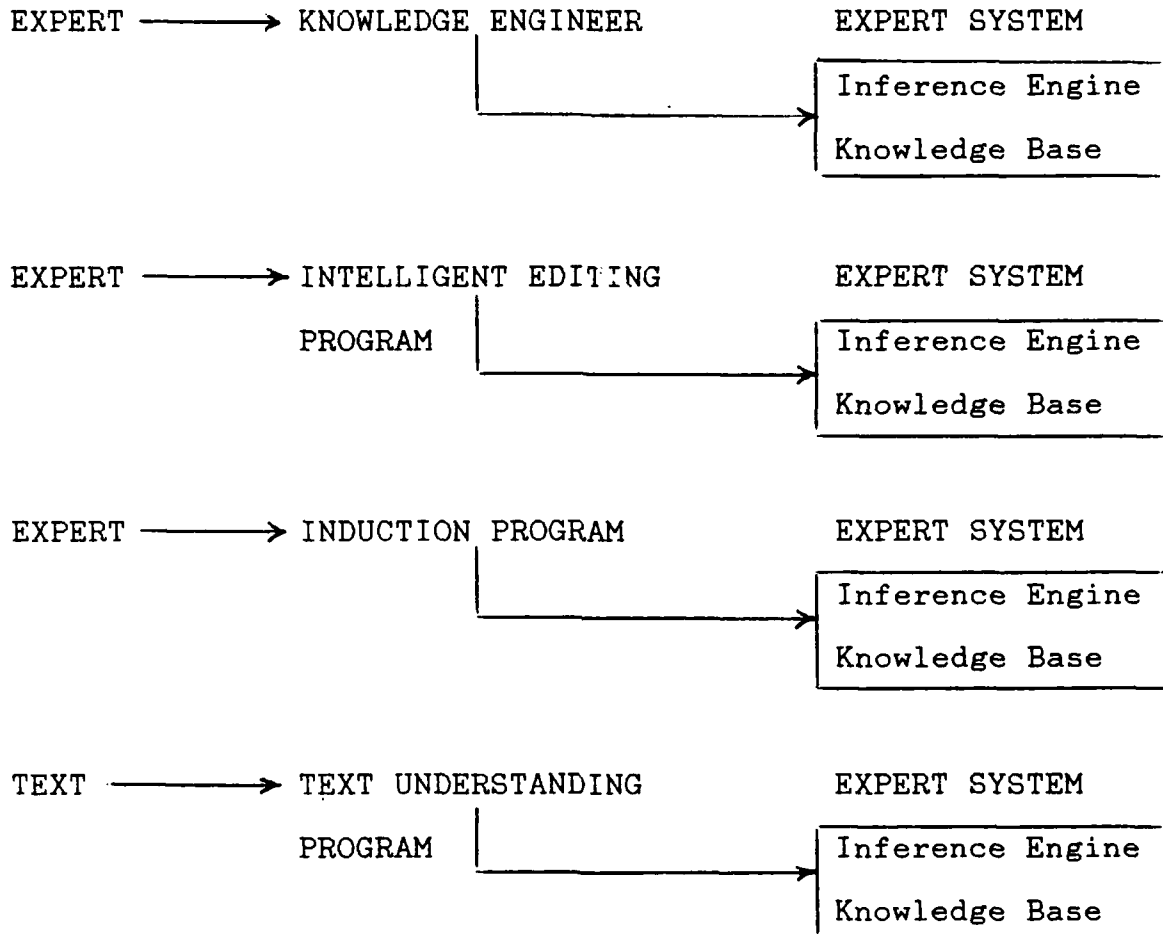 EXPERT KNOWLEDGE ENGINEER EXPERT SYSTEM
Inference Engine
Knowledge Base
EXPERT INTELLIGENT EDITING EXPERT SYSTEM
PROGRAM Inference Engine
Knowledge Base
EXPERT INDUCTION PROGRAM EXPERT SYSTEM
Inference Engine
Knowledge Base
TEXT TEXT UNDERSTANDING EXPERT SYSTEM
PROGRAM Inference Engine
Knowledge Base